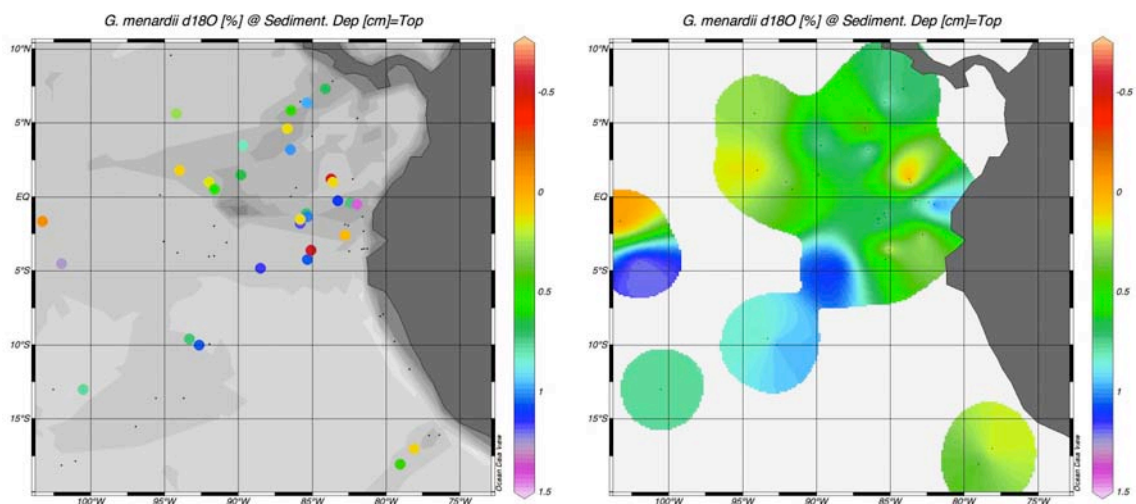 G. menardii d18O [%] @ Sediment. Dep [cm]=Top
10°N
5°N
EQ
5°S
10°S
15°S
100°W
95°W
90°W
85°W
80°W
75°W
-0.5
0
0.5
1
1.5
Ocean Data View
G. menardii d18O [%] @ Sediment. Dep [cm]=Top
10°N
5°N
EQ
5°S
10°S
15°S
100°W
95°W
90°W
85°W
80°W
75°W
-0.5
0
0.5
1
1.5
Ocean Data View